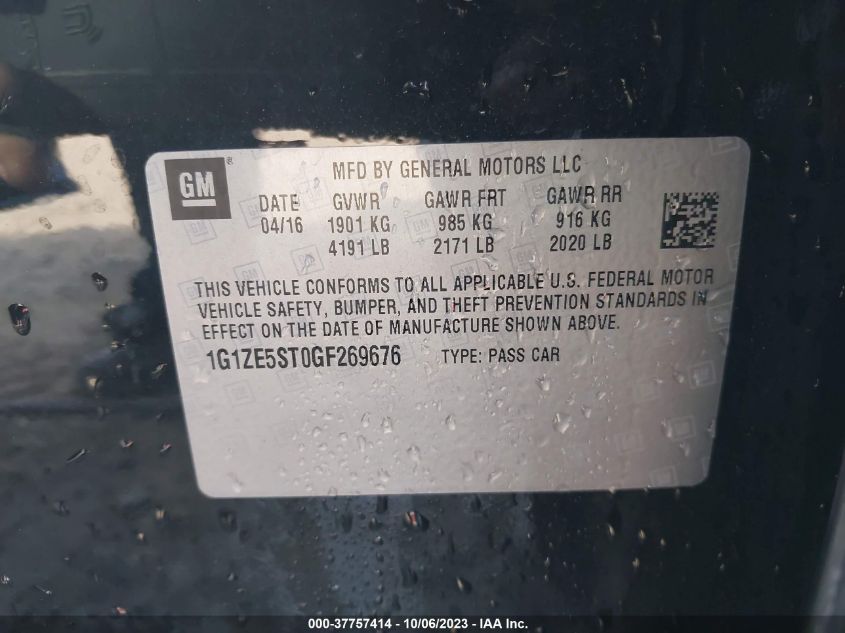 GM ®
MFD BY GENERAL MOTORS LLC
DATE GVWR GAWR FRT GAWR RR
04/16 1901 KG 985 KG 916 KG
4191 LB 2171 LB 2020 LB
THIS VEHICLE CONFORMS TO ALL APPLICABLE U.S. FEDERAL MOTOR
VEHICLE SAFETY, BUMPER, AND THEFT PREVENTION STANDARDS IN
EFFECT ON THE DATE OF MANUFACTURE SHOWN ABOVE.
1G1ZE5ST0GF269676 TYPE: PASS CAR
000-37757414 - 10/06/2023 - IAA Inc.